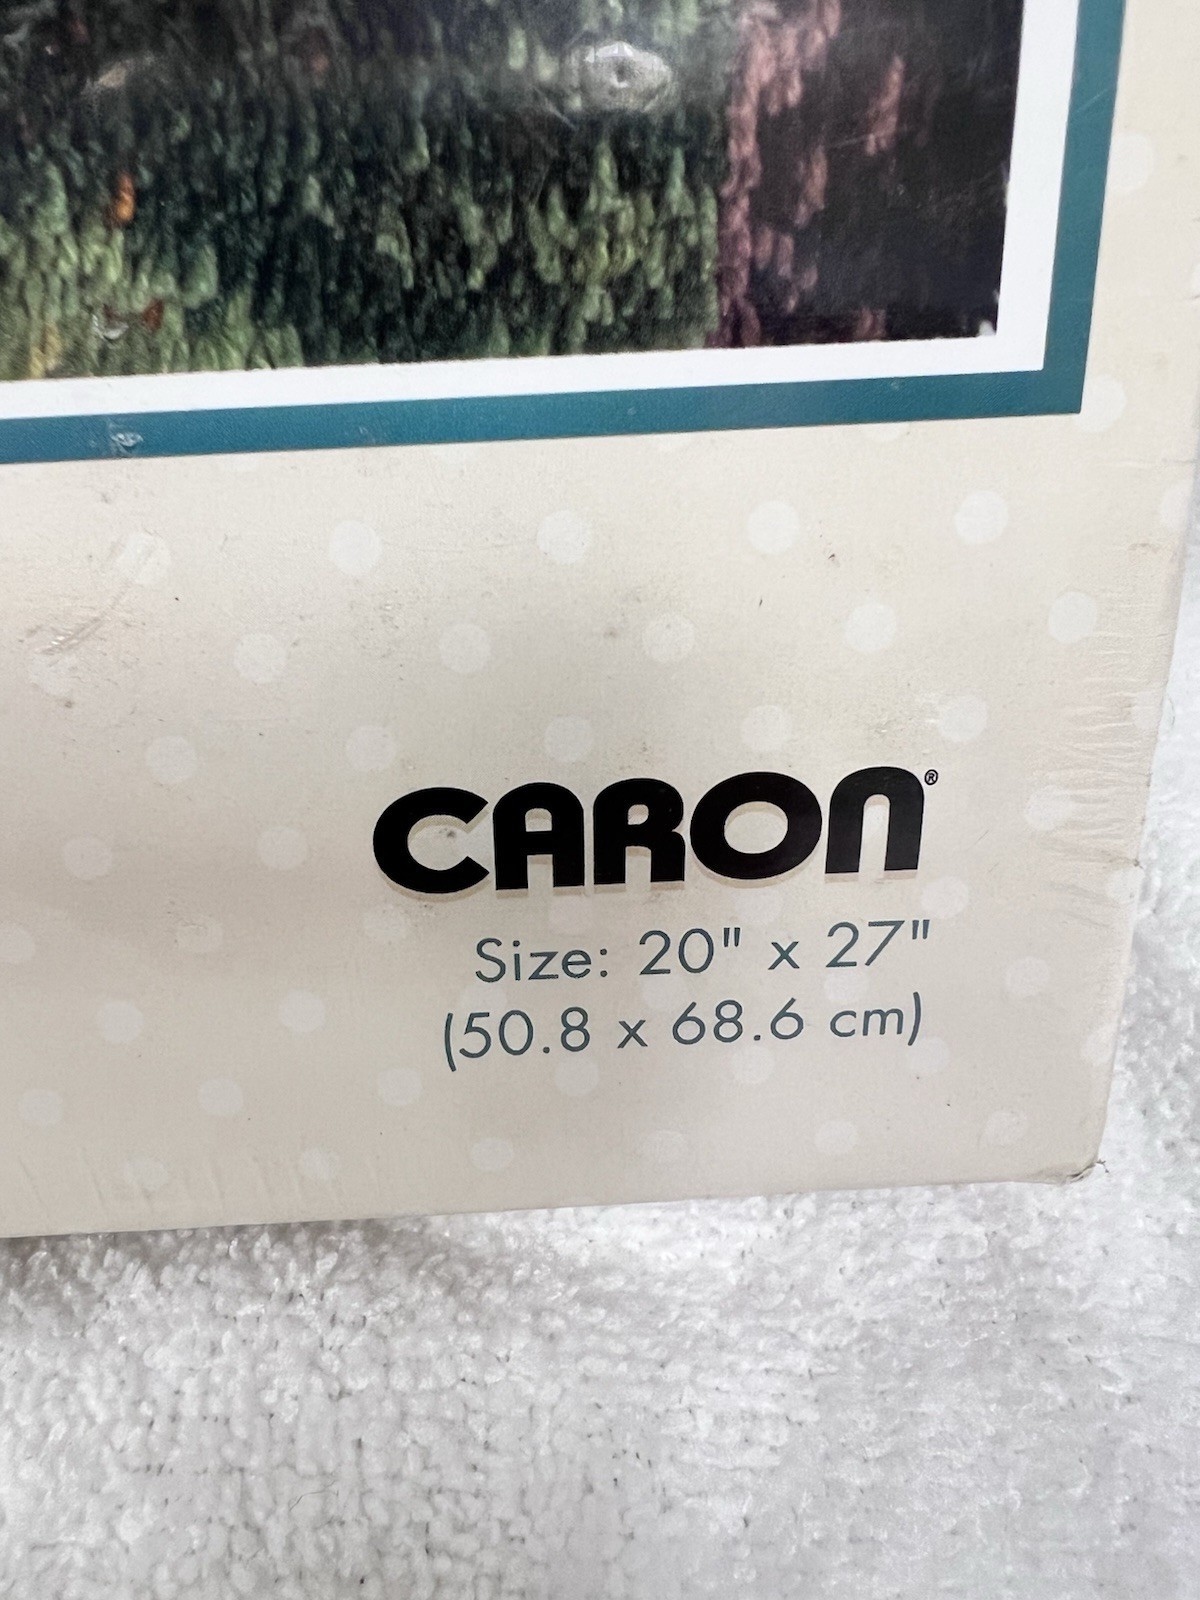 CARON®
Size: 20" x 27"
(50.8 x 68.6 cm)